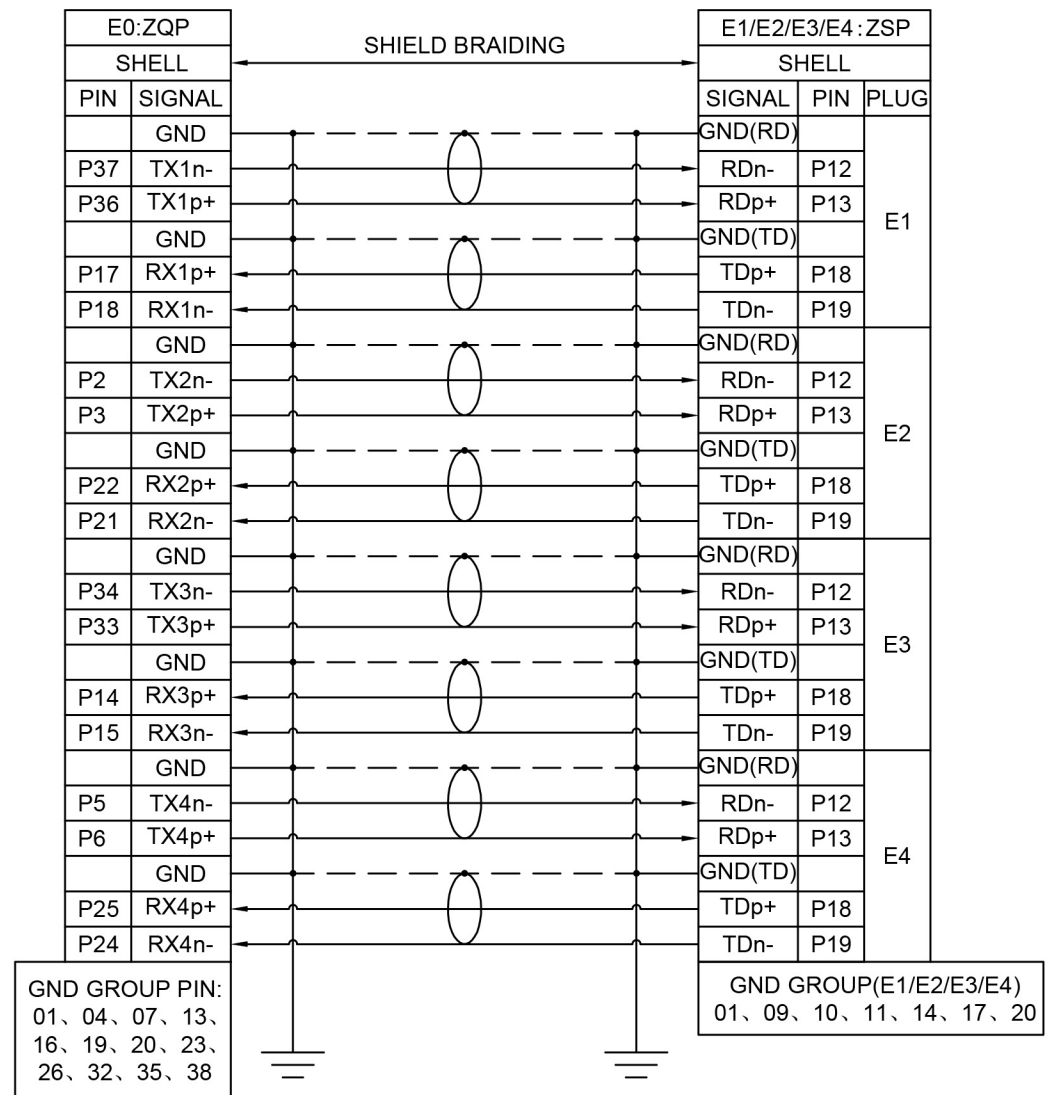 E0:ZQP SHIELD BRAIDING E1/E2/E3/E4:ZSP
SHELL SHELL
PIN SIGNAL SIGNAL PIN PLUG
GND GND(RD)
P37 TX1n- RDn- P12
P36 TX1p+ RDp+ P13
E1
GND GND(TD)
P17 RX1p+ TDp+ P18
P18 RX1n- TDn- P19
GND GND(RD)
P2 TX2n- RDn- P12
P3 TX2p+ RDp+ P13
E2
GND GND(TD)
P22 RX2p+ TDp+ P18
P21 RX2n- TDn- P19
GND GND(RD)
P34 TX3n- RDn- P12
P33 TX3p+ RDp+ P13
E3
GND GND(TD)
P14 RX3p+ TDp+ P18
P15 RX3n- TDn- P19
GND GND(RD)
P5 TX4n- RDn- P12
P6 TX4p+ RDp+ P13
E4
GND GND(TD)
P25 RX4p+ TDp+ P18
P24 RX4n- TDn- P19
GND GROUP PIN:
01、04、07、13、
16、19、20、23、
26、32、35、38
GND GROUP(E1/E2/E3/E4)
01、09、10、11、14、17、20